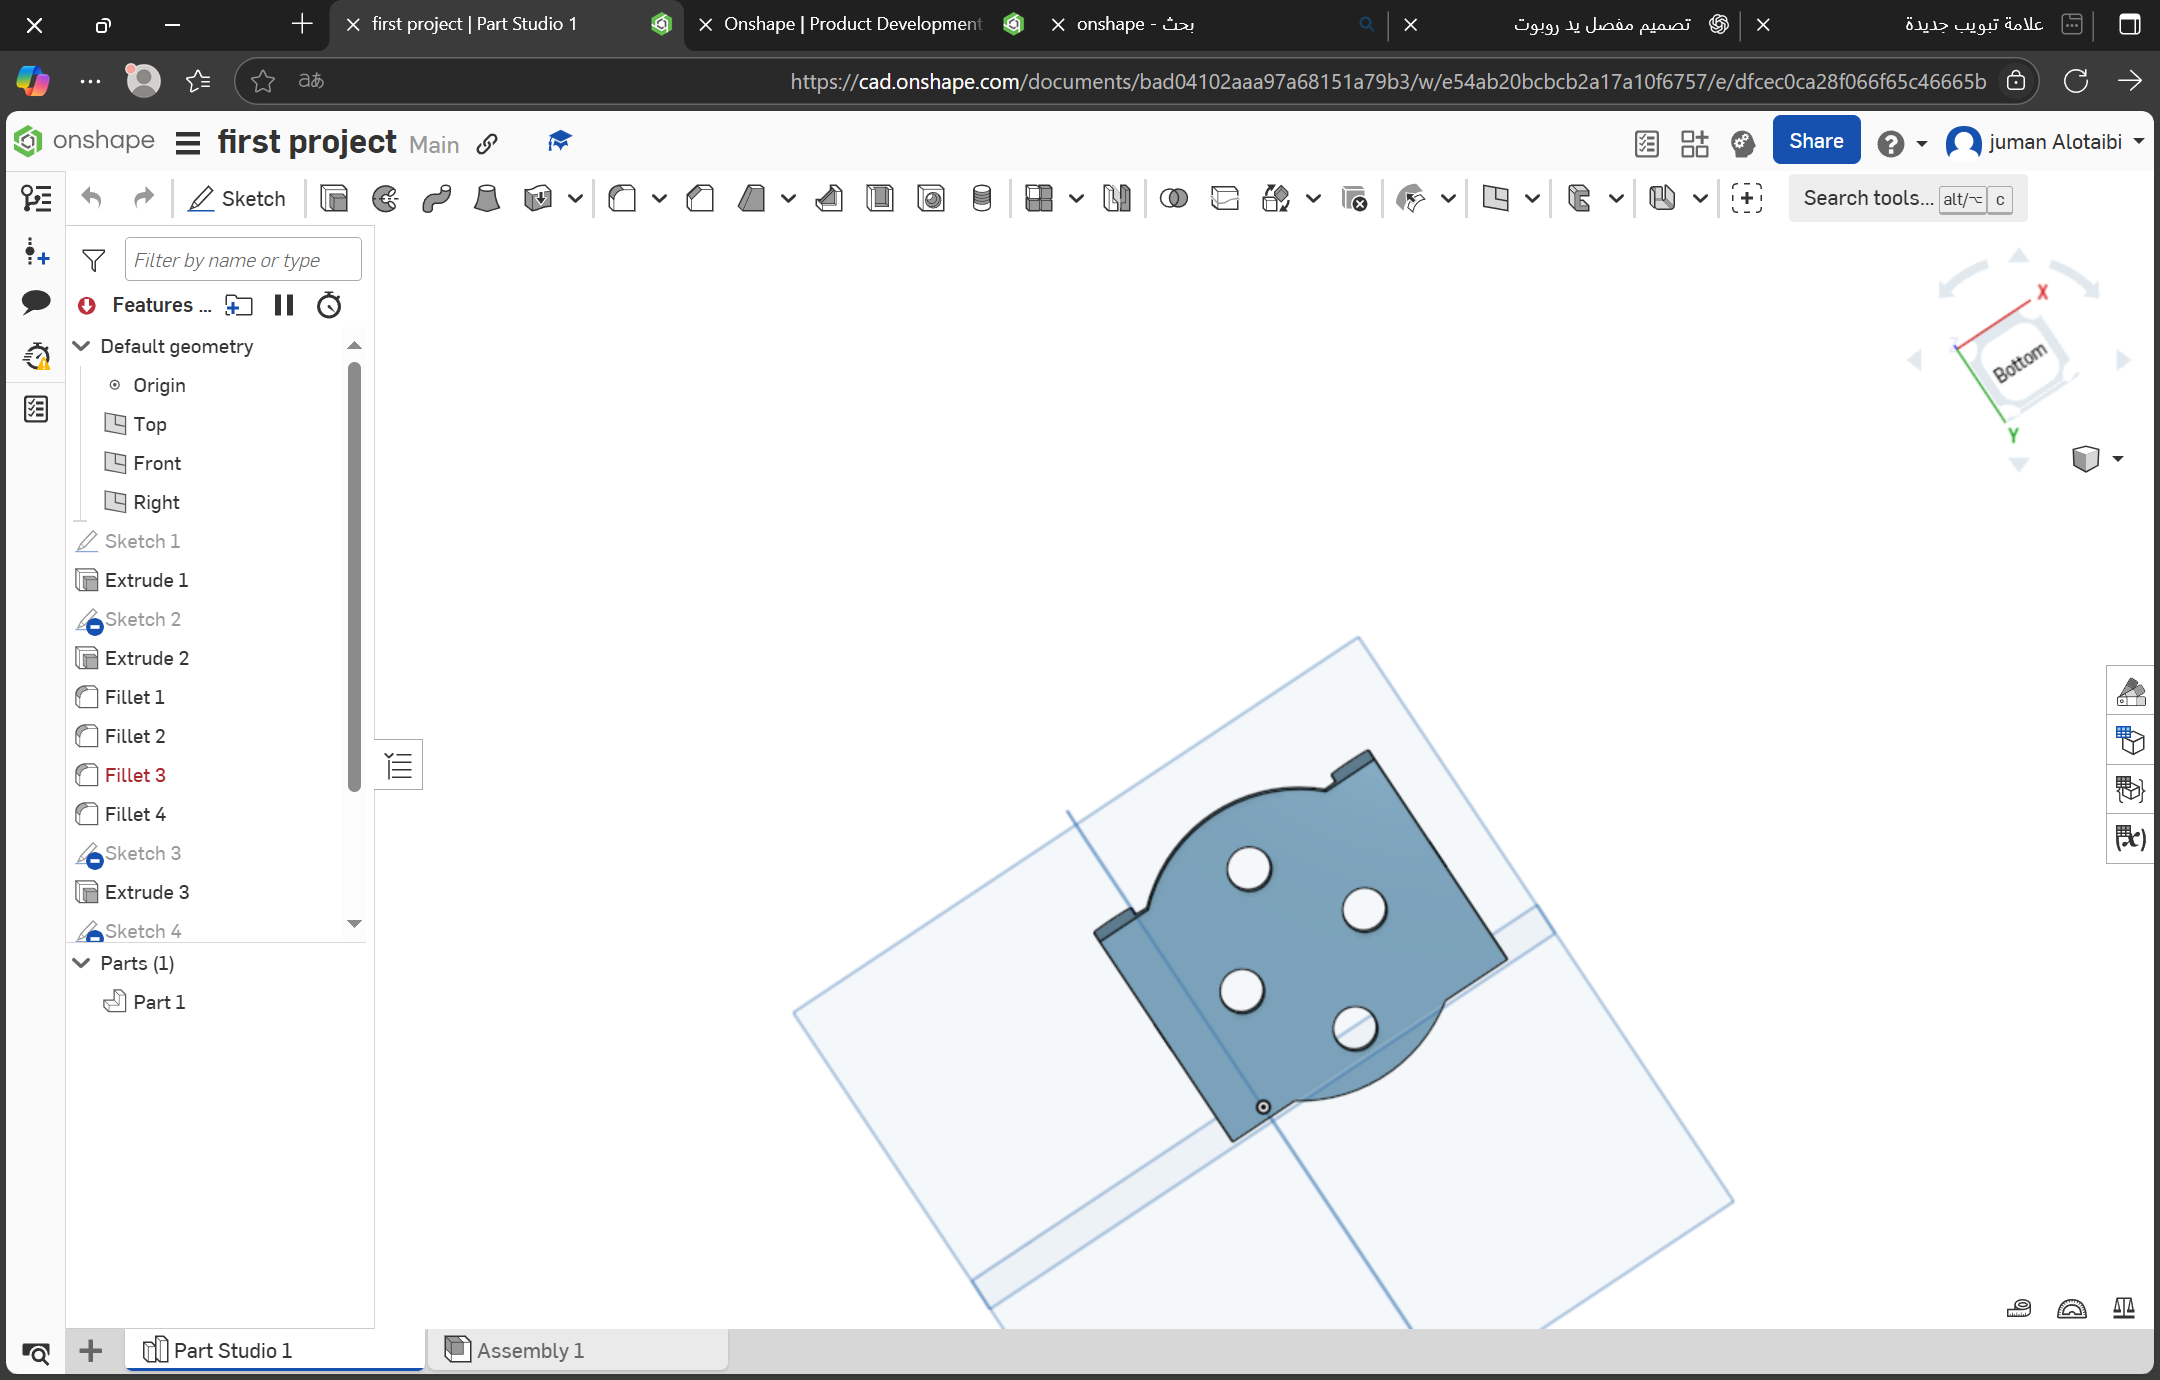 first project | Part Studio 1
Onshape | Product Development
onshape - بحث
تصميم مفصل يد روبوت
علامة تبويب جديدة
aあ
https://cad.onshape.com/documents/bad04102aaa97a68151a79b3/w/e54ab20bcbcb2a17a10f6757/e/dfcec0ca28f066f65c46665b
onshape
first project Main
Share
juman Alotaibi
Sketch
Search tools... alt/⌥ c
Filter by name or type
Features ...
Default geometry
Origin
Top
Front
Right
Sketch 1
Extrude 1
Sketch 2
Extrude 2
Fillet 1
Fillet 2
Fillet 3
Fillet 4
Sketch 3
Extrude 3
Sketch 4
Parts (1)
Part 1
X
Z
Bottom
Y
(x)
Part Studio 1
Assembly 1